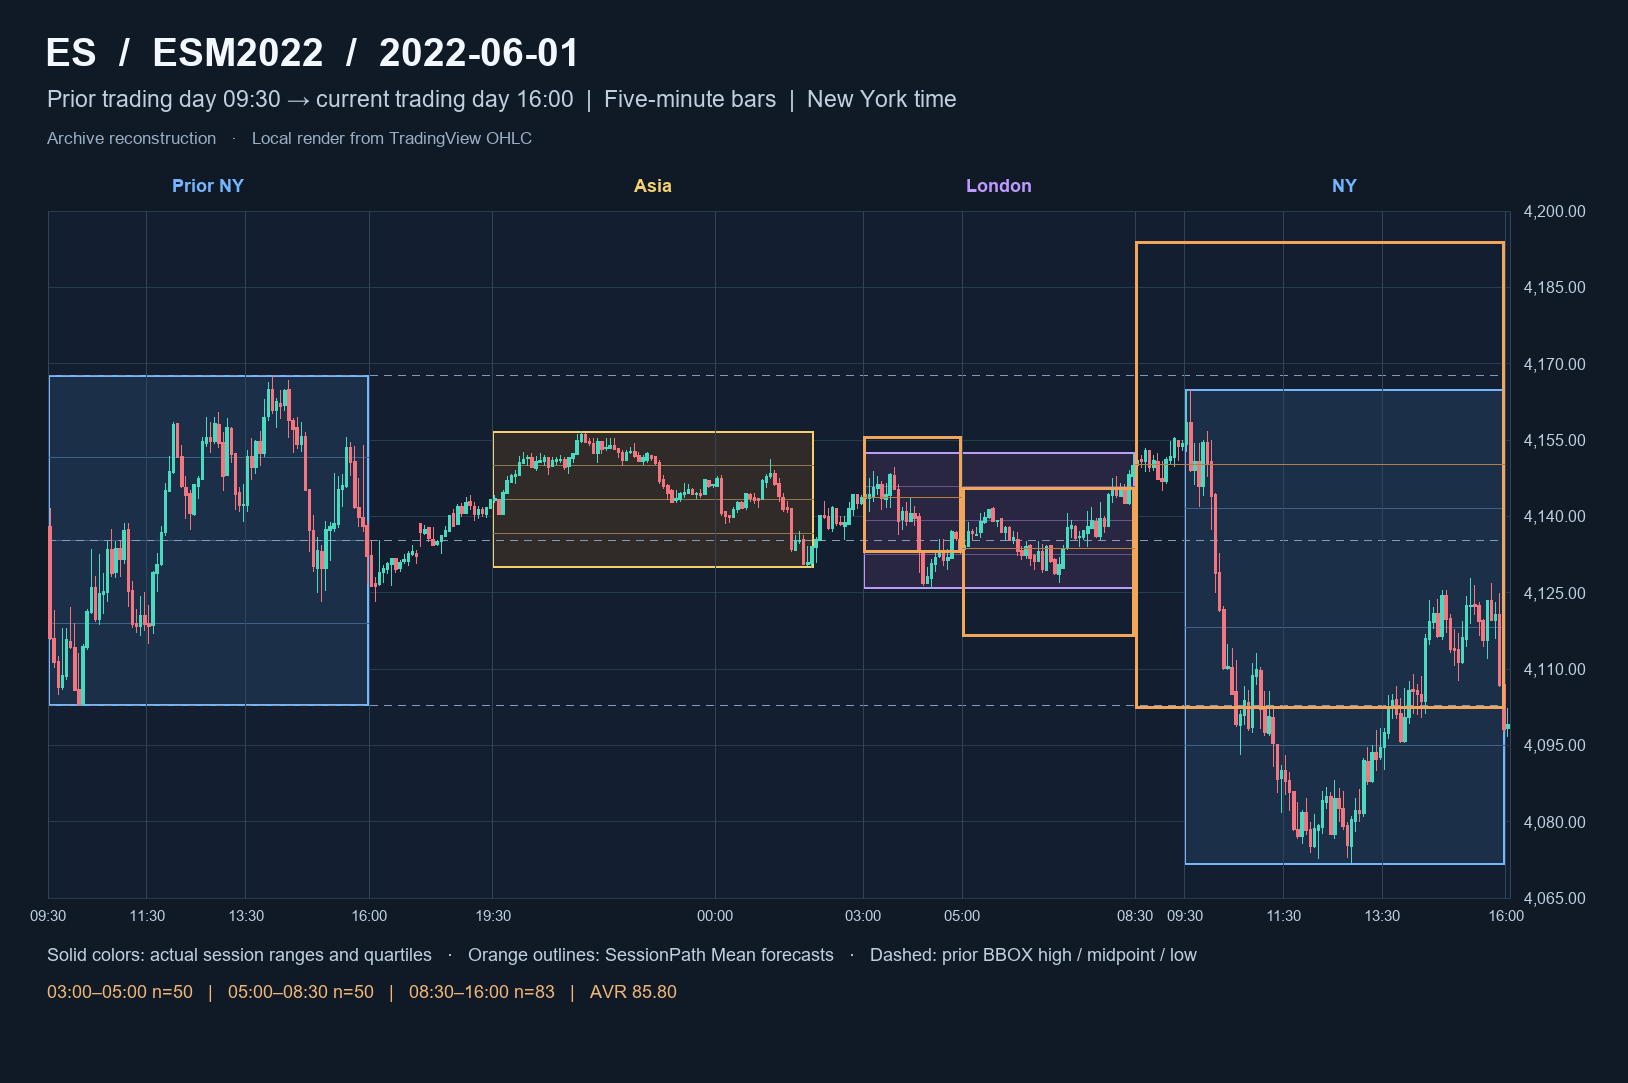 ES / ESM2022 / 2022-06-01
Prior trading day 09:30 → current trading day 16:00 | Five-minute bars | New York time
Archive reconstruction · Local render from TradingView OHLC
Prior NY Asia London NY
4,200.00
4,185.00
4,170.00
4,155.00
4,140.00
4,125.00
4,110.00
4,095.00
4,080.00
4,065.00
09:30 11:30 13:30 16:00 19:30 00:00 03:00 05:00 08:30 09:30 11:30 13:30 16:00
Solid colors: actual session ranges and quartiles · Orange outlines: SessionPath Mean forecasts · Dashed: prior BBOX high / midpoint / low
03:00–05:00 n=50 | 05:00–08:30 n=50 | 08:30–16:00 n=83 | AVR 85.80